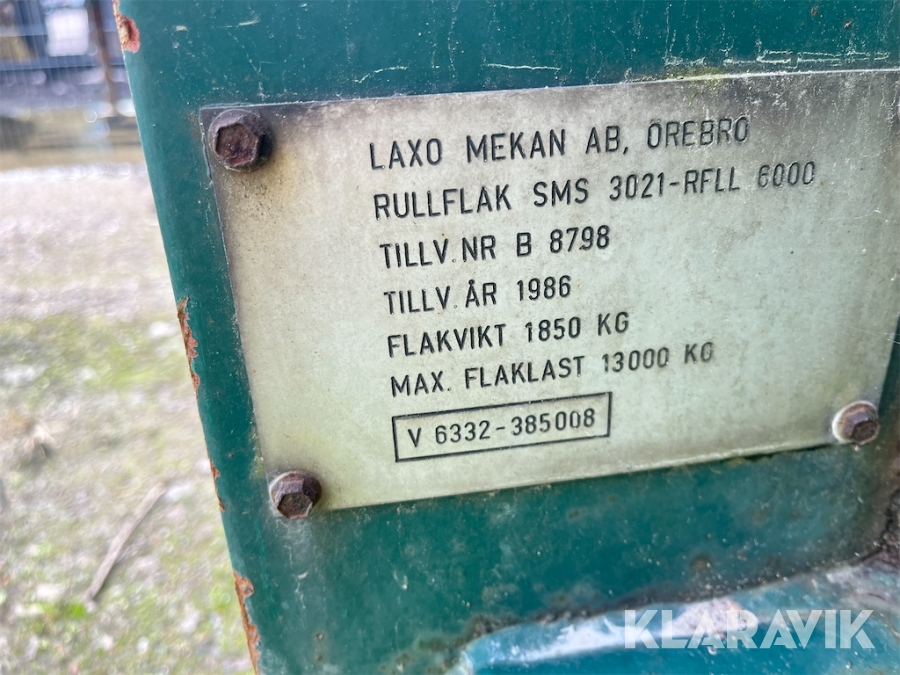 LAXO MEKAN AB, ÖREBRO
RULLFLAK SMS 3021-RFLL 6000
TILLV.NR B 8798
TILLV.ÅR 1986
FLAKVIKT 1850 KG
MAX. FLAKLAST 13000 KG
V 6332-385008
KLARAVIK